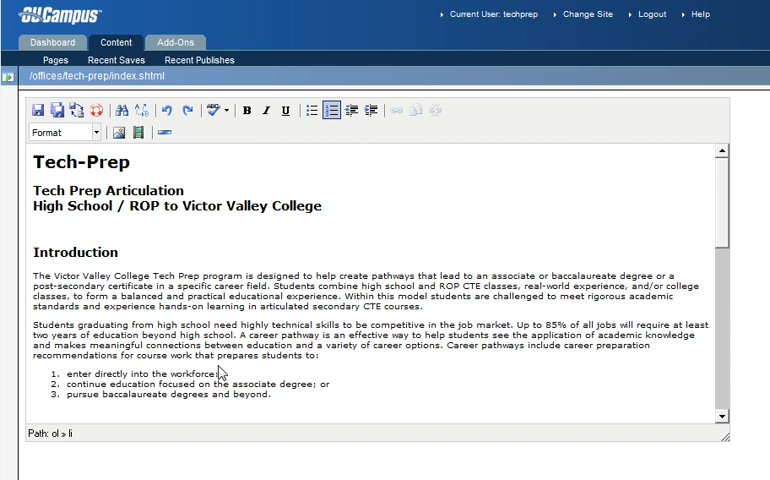 OUCampus™
Current User: techprep
Change Site
Logout
Help
Dashboard
Content
Add-Ons
Pages
Recent Saves
Recent Publishes
/offices/tech-prep/index.shtml
ABC
B
I
U
Format
Tech-Prep
Tech Prep Articulation
High School / ROP to Victor Valley College
Introduction
The Victor Valley College Tech Prep program is designed to help create pathways that lead to an associate or baccalaureate degree or a
post-secondary certificate in a specific career field. Students combine high school and ROP CTE classes, real-world experience, and/or college
classes, to form a balanced and practical educational experience. Within this model students are challenged to meet rigorous academic
standards and experience hands-on learning in articulated secondary CTE courses.
Students graduating from high school need highly technical skills to be competitive in the job market. Up to 85% of all jobs will require at least
two years of education beyond high school. A career pathway is an effective way to help students see the application of academic knowledge
and makes meaningful connections between education and a variety of career options. Career pathways include career preparation
recommendations for course work that prepares students to:
1. enter directly into the workforce;
2. continue education focused on the associate degree; or
3. pursue baccalaureate degrees and beyond.
Path: ol » li